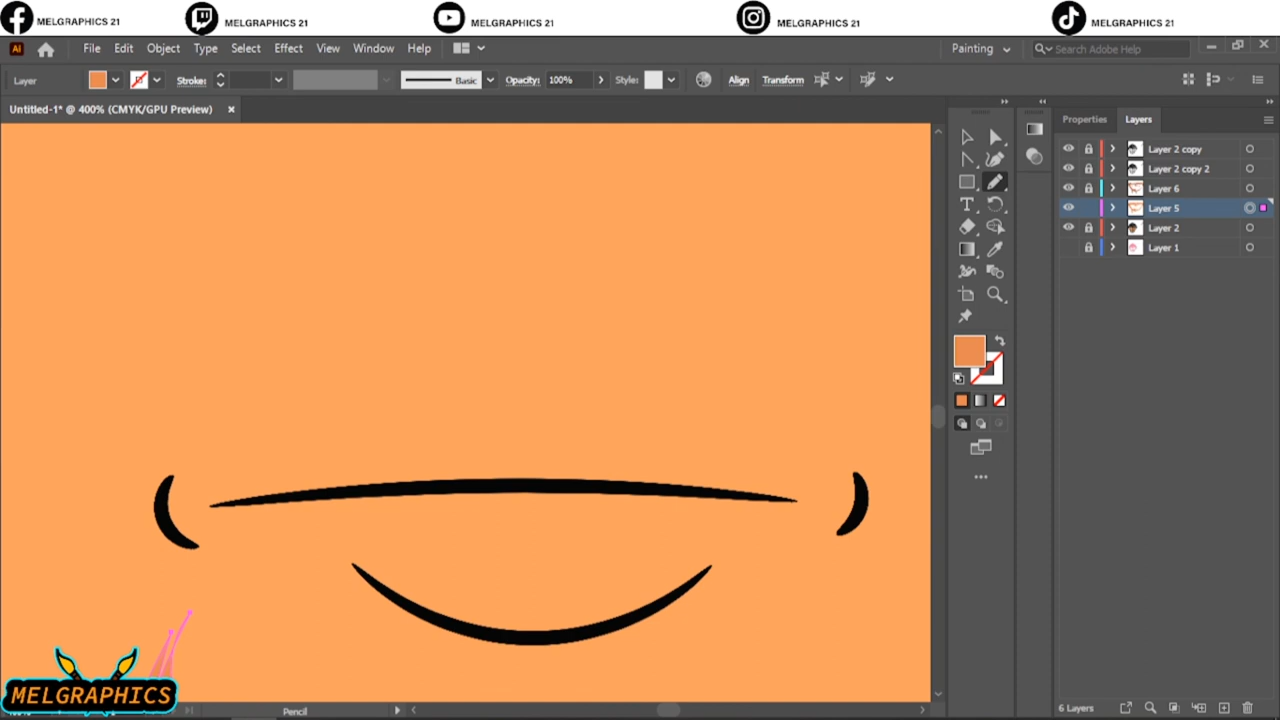 MELGRAPHICS 21 MELGRAPHICS 21 MELGRAPHICS 21 MELGRAPHICS 21 MELGRAPHICS 21
Ai File Edit Object Type Select Effect View Window Help Painting Search Adobe Help
Layer Stroke: Basic Opacity: 100% Style: Align Transform
Untitled-1* @ 400% (CMYK/GPU Preview)
Properties Layers
Layer 2 copy
Layer 2 copy 2
Layer 6
Layer 5
Layer 2
Layer 1
MELGRAPHICS
Pencil
6 Layers